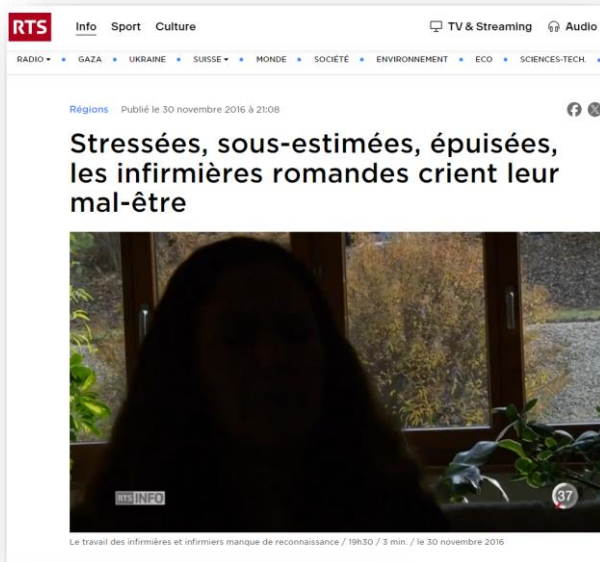 RTS Info Sport Culture TV & Streaming Audio
RADIO GAZA UKRAINE SUISSE MONDE SOCIÉTÉ ENVIRONNEMENT ECO SCIENCES-TECH.
Régions Publié le 30 novembre 2016 à 21:08
Stressées, sous-estimées, épuisées,
les infirmières romandes crient leur
mal-être
RTS INFO
37
Le travail des infirmières et infirmiers manque de reconnaissance / 19h30 / 3 min. / le 30 novembre 2016